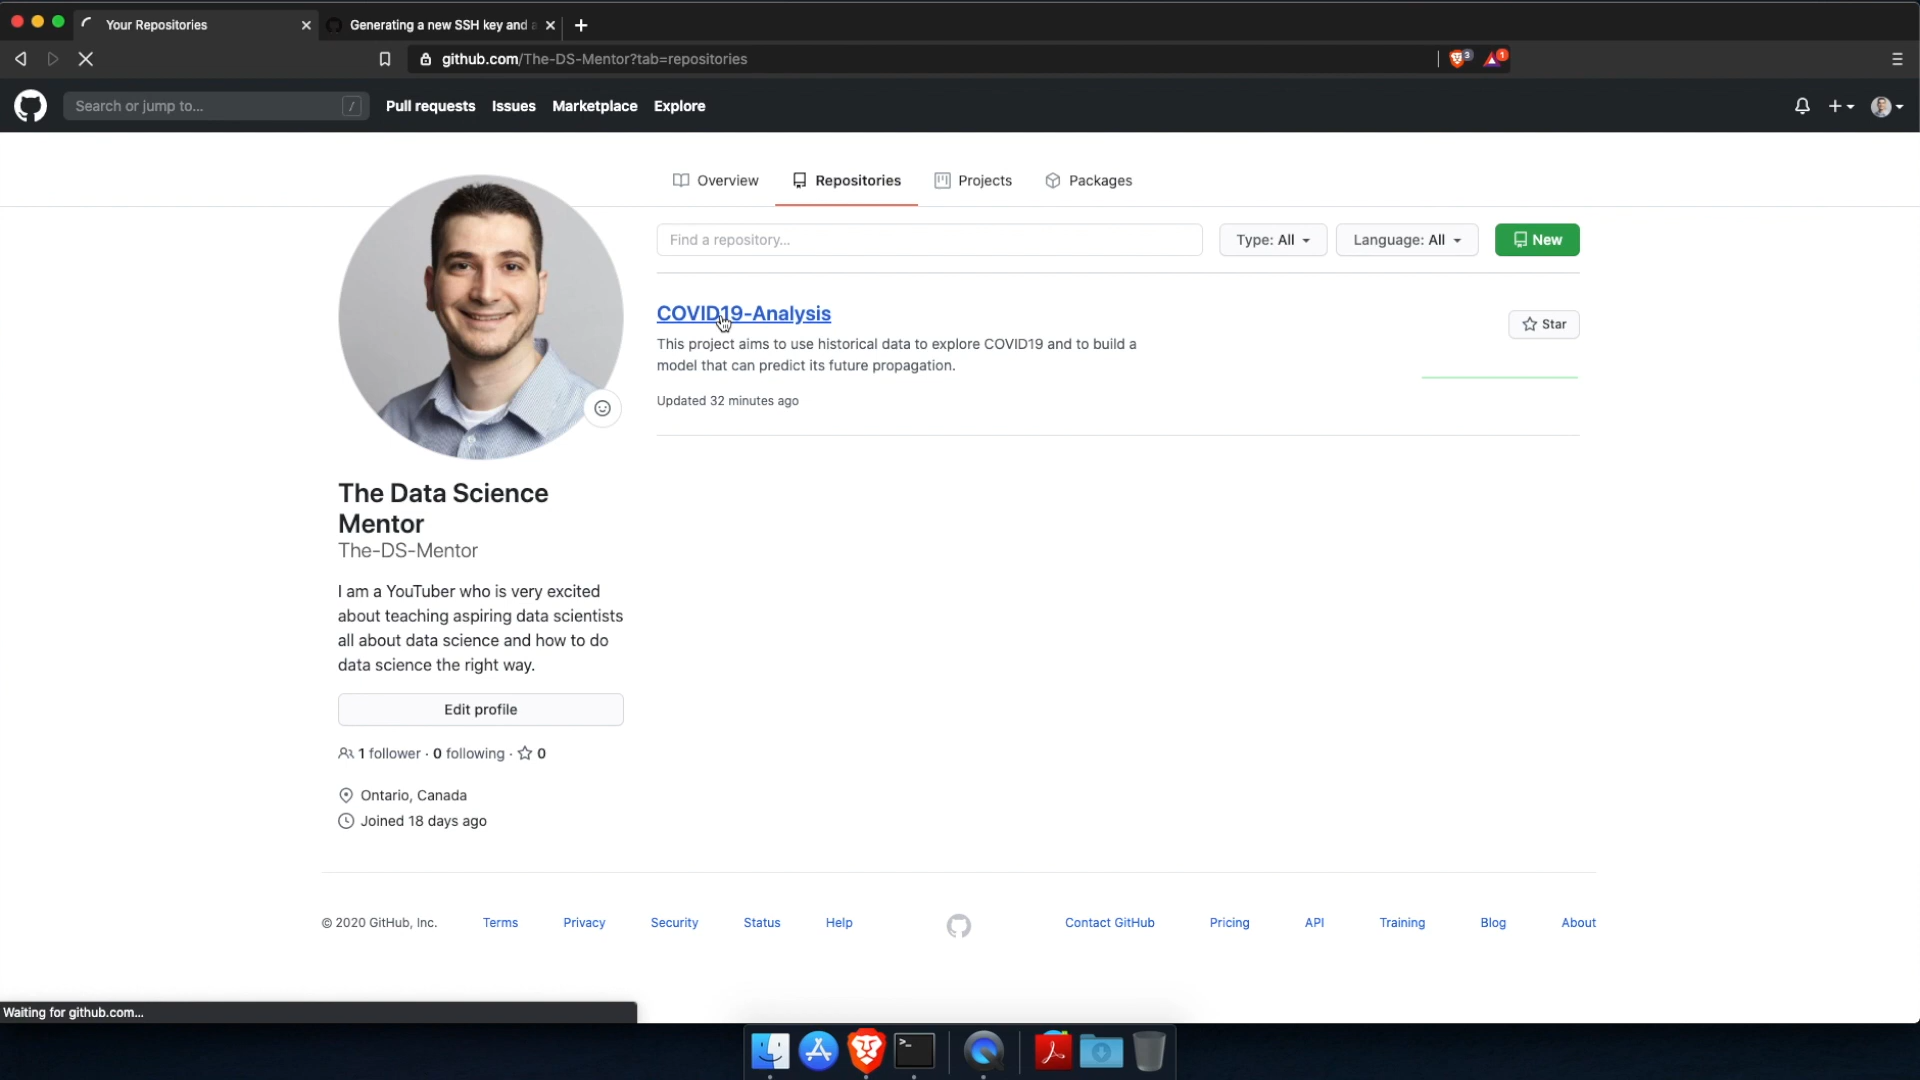 Your Repositories
Generating a new SSH key and a
github.com/The-DS-Mentor?tab=repositories
3
1
Search or jump to...
/
Pull requests
Issues
Marketplace
Explore
Overview
Repositories
Projects
Packages
Find a repository...
Type: All
Language: All
New
COVID19-Analysis
Star
This project aims to use historical data to explore COVID19 and to build a
model that can predict its future propagation.
Updated 32 minutes ago
The Data Science
Mentor
The-DS-Mentor
I am a YouTuber who is very excited
about teaching aspiring data scientists
all about data science and how to do
data science the right way.
Edit profile
1 follower · 0 following · 0
Ontario, Canada
Joined 18 days ago
© 2020 GitHub, Inc.
Terms
Privacy
Security
Status
Help
Contact GitHub
Pricing
API
Training
Blog
About
Waiting for github.com...
>_